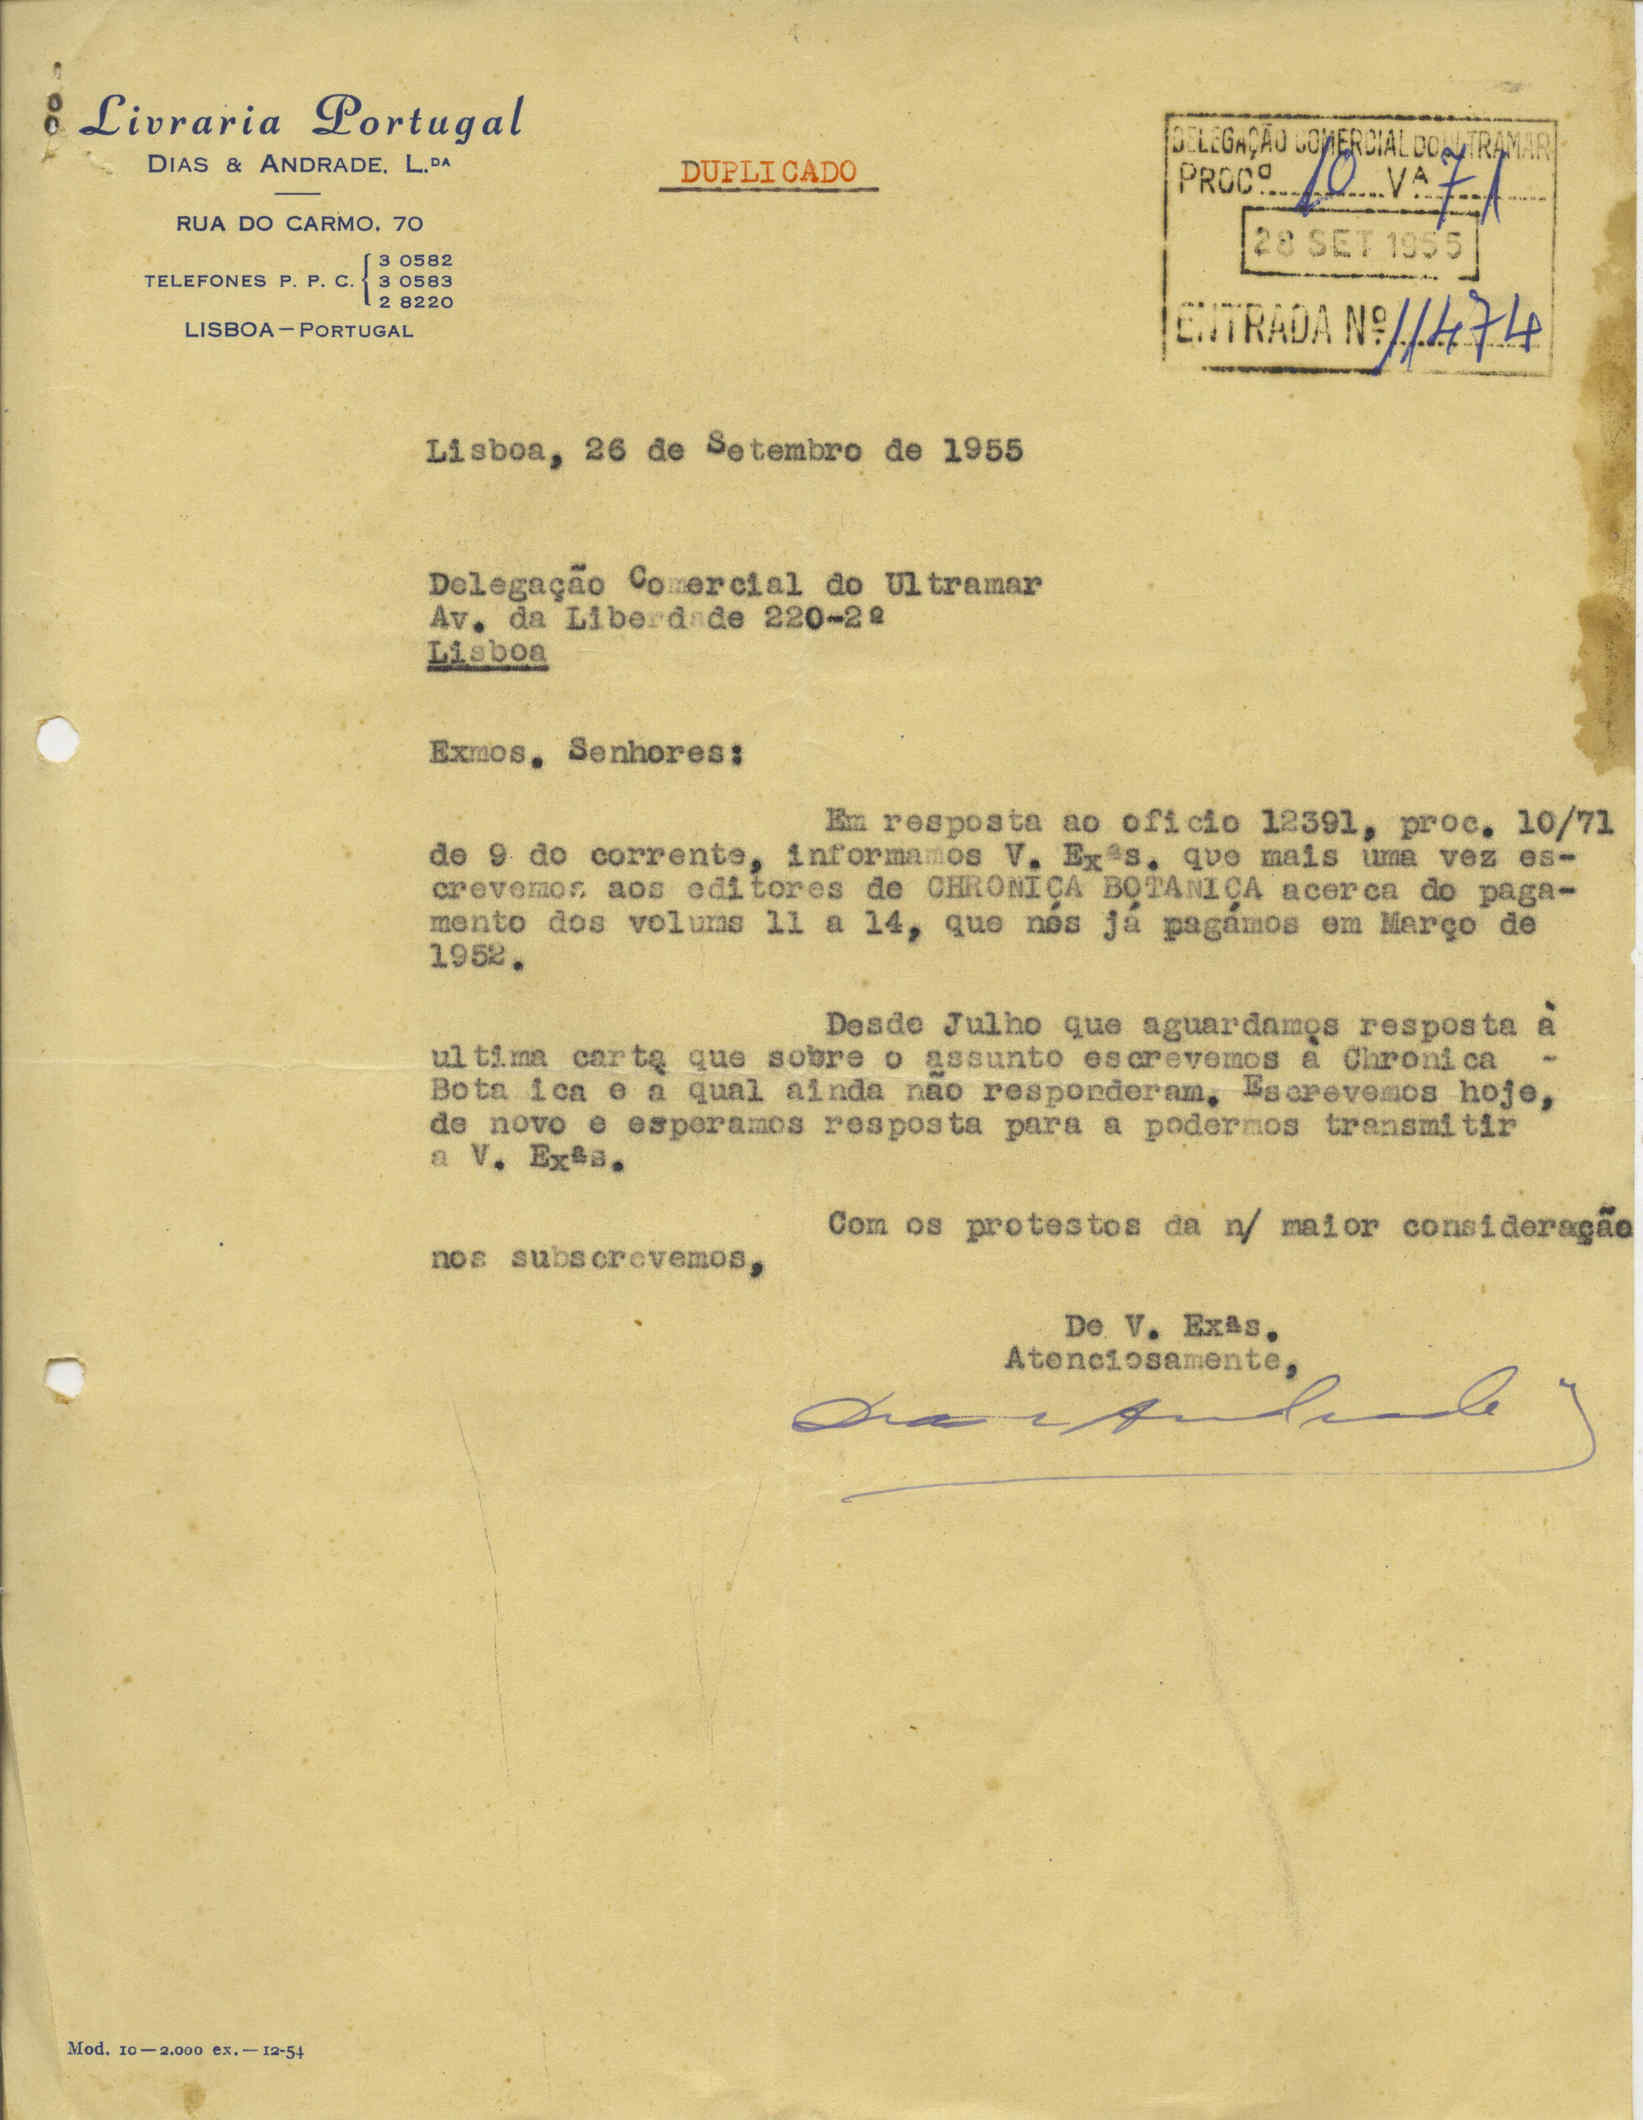 Livraria Portugal
DIAS & ANDRADE, L.DA
RUA DO CARMO, 70
TELEFONES P. P. C. { 3 0582
3 0583
2 8220
LISBOA—PORTUGAL
DUPLICADO
DELEGAÇÃO COMERCIAL DO ULTRAMAR
PROCº. 10 Vᴬ. 71
28 SET 1955
ENTRADA Nº 11474
Lisboa, 26 de Setembro de 1955
Delegação Comercial do Ultramar
Av. da Liberdade 220-2º
Lisboa
Exmos. Senhores:
Em resposta ao oficio 12391, proc. 10/71
de 9 do corrente, informamos V. Exªs. que mais uma vez es-
crevemos aos editores de CHRONICA BOTANICA acerca do paga-
mento dos volums 11 a 14, que nós já pagámos em Março de
1952.
Desde Julho que aguardamos resposta à
ultima carta que sobre o assunto escrevemos à Chronica -
Bota ica e a qual ainda não responderam. Escrevemos hoje,
de novo e esperamos resposta para a podermos transmitir
a V. Exªs.
Com os protestos da n/ maior consideração
nos subscrevemos,
De V. Exªs.
Atenciosamente,
Dias & Andrade
Mod. 10—2.000 ex.—12-54